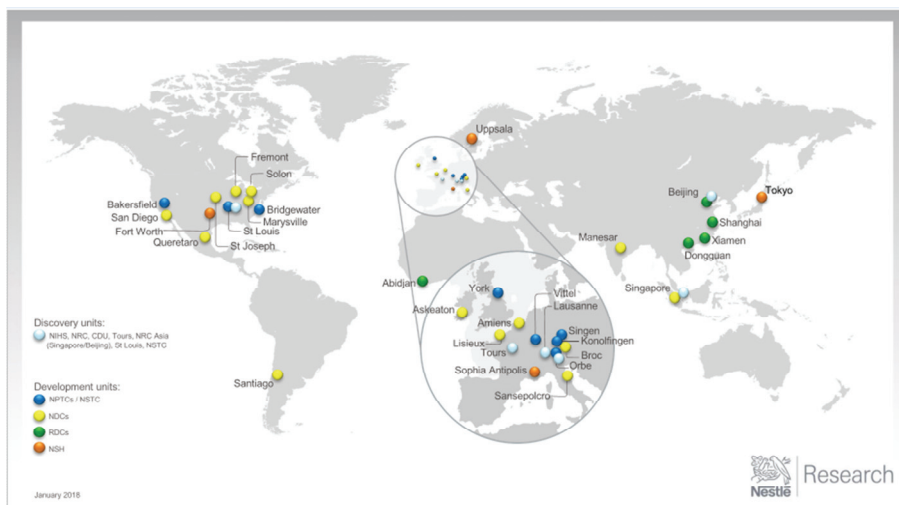 Uppsala
Fremont
Solon
Bakersfield
San Diego
Fort Worth
Queretaro
Bridgewater
Marysville
St Louis
St Joseph
Beijing
Tokyo
Shanghai
Xiamen
Dongguan
Manesar
Singapore
Abidjan
York
Vittel
Lausanne
Askeaton
Amiens
Singen
Konolfingen
Lisieux
Tours
Broc
Orbe
Sophia Antipolis
Sansepolcro
Santiago
Discovery units:
NIHS, NRC, CDU, Tours, NRC Asia
(Singapore/Beijing), St Louis, NSTC
Development units:
NPTCs / NSTC
NDCs
RDCs
NSH
January 2018
Nestlé
Research